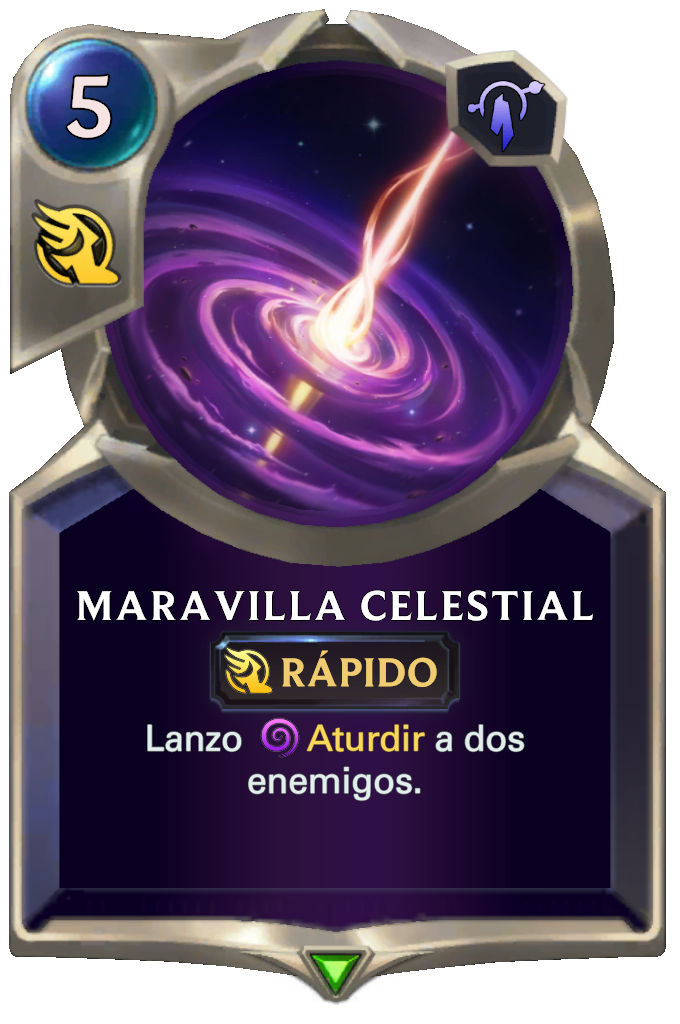 5
MARAVILLA CELESTIAL
RÁPIDO
Lanzo Aturdir a dos
enemigos.